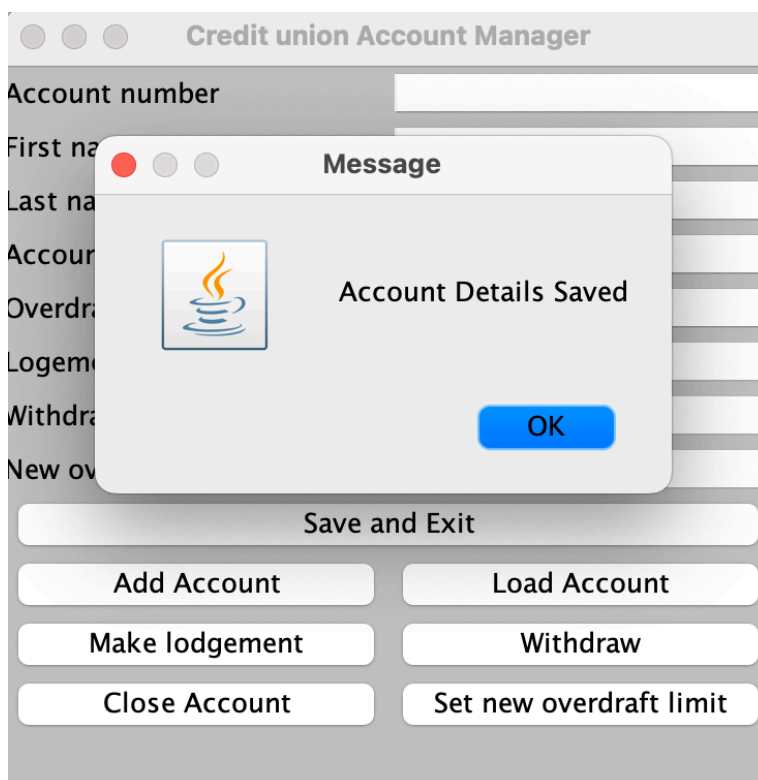 Credit union Account Manager
Account number
First na
Message
Last na
Accour
Account Details Saved
Overdra
Logeme
Withdra
OK
New ov
Save and Exit
Add Account
Load Account
Make lodgement
Withdraw
Close Account
Set new overdraft limit